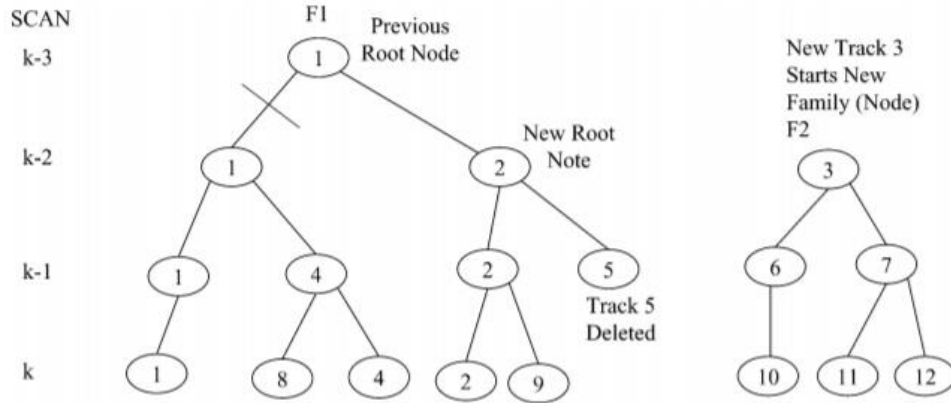 SCAN
F1
Previous
Root Node
k-3
1
New Track 3
Starts New
Family (Node)
F2
k-2
1
New Root
Note
2
3
k-1
1
4
2
5
6
7
Track 5
Deleted
k
1
8
4
2
9
10
11
12